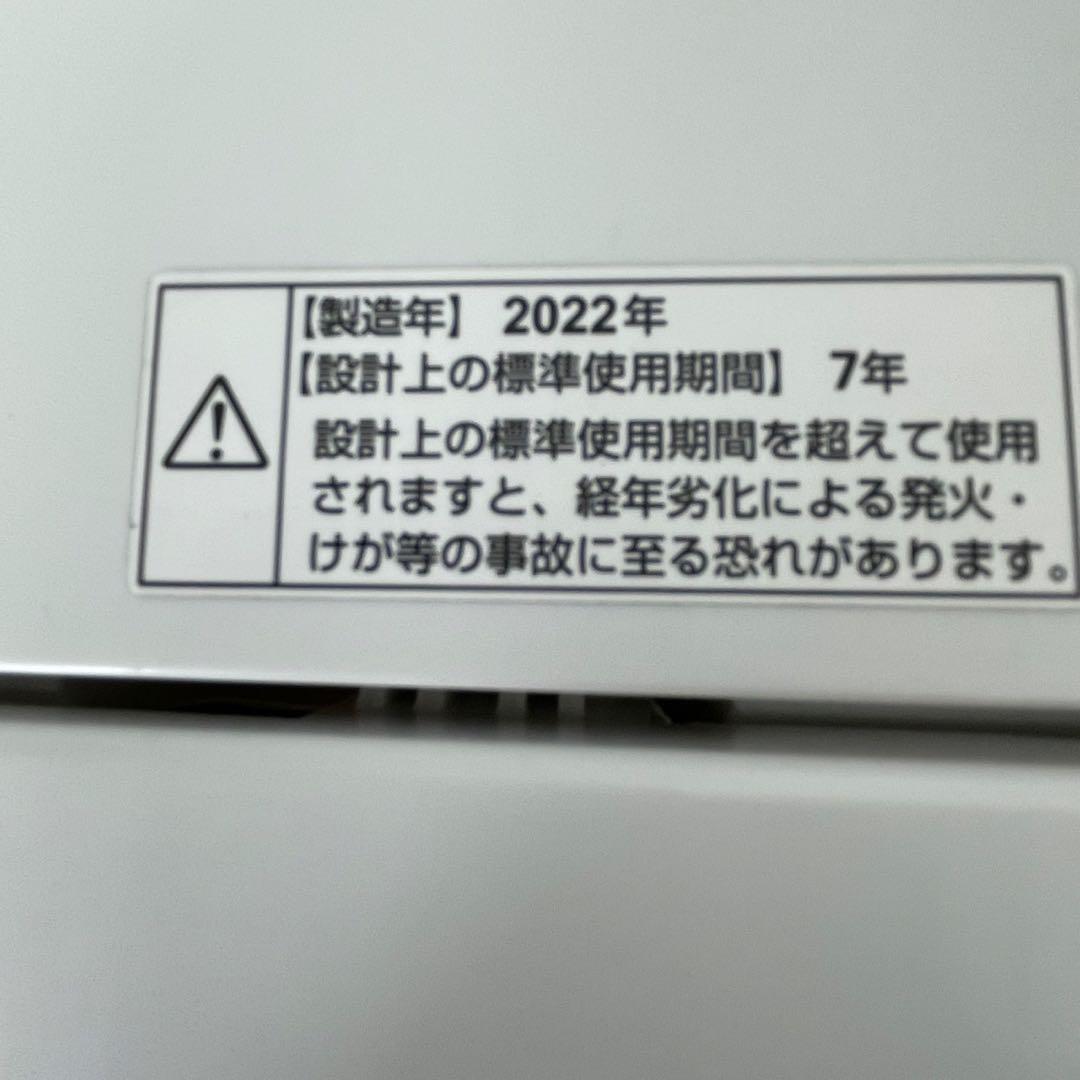 【製造年】 2022年
【設計上の標準使用期間】 7年
設計上の標準使用期間を超えて使用
されますと、経年劣化による発火・
けが等の事故に至る恐れがあります。